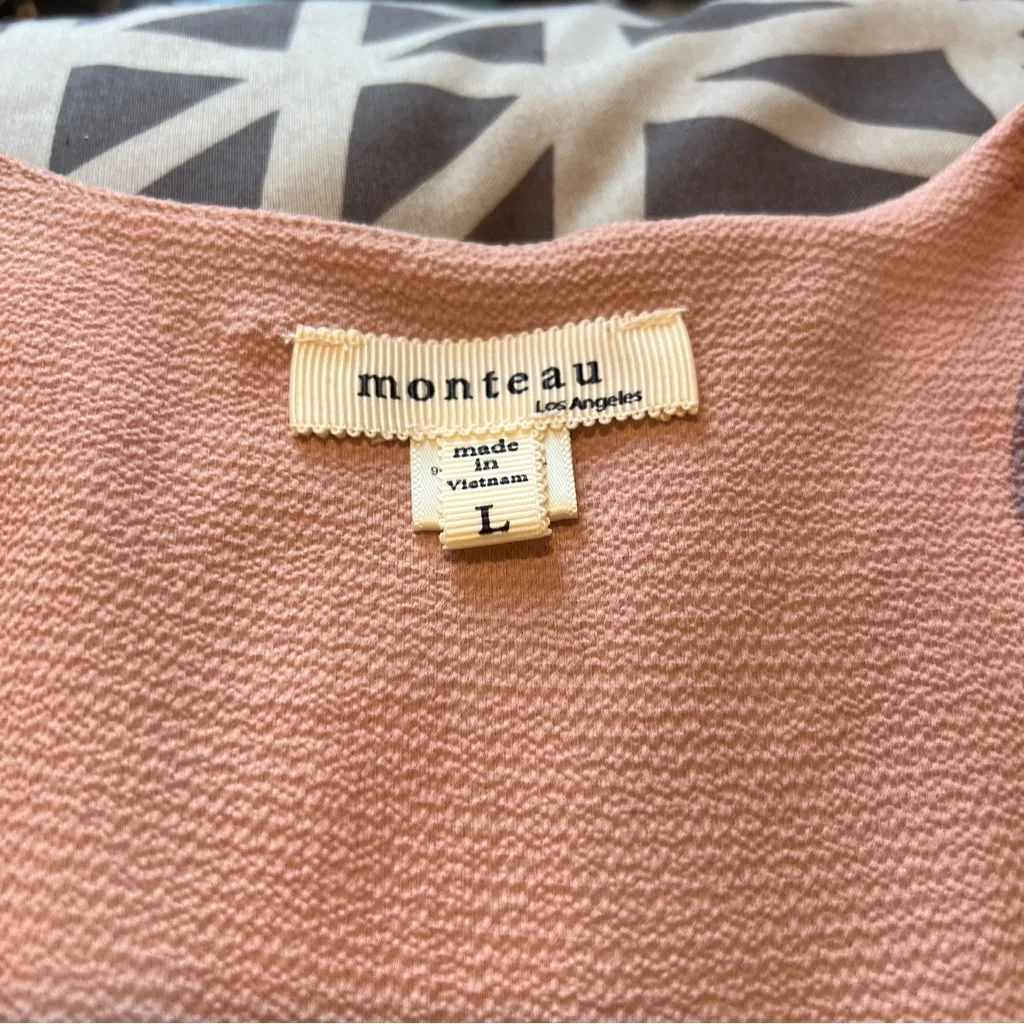 monteau
Los Angeles
made
in
Vietnam
L